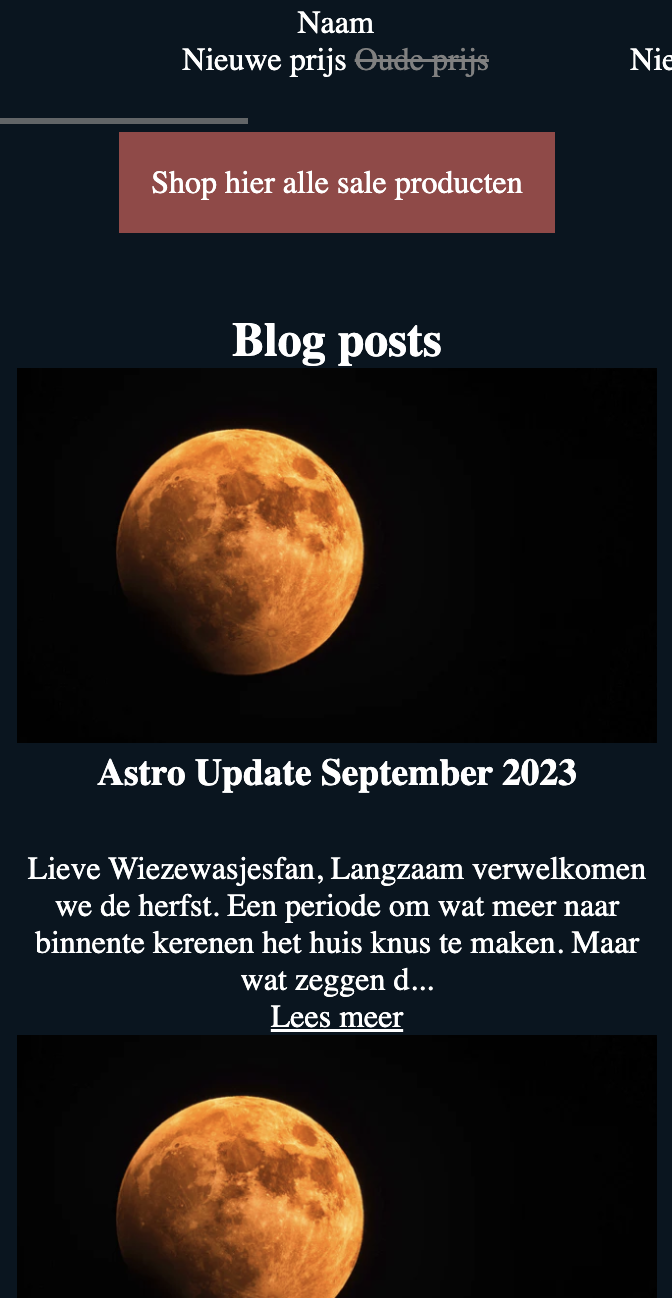 Naam
Nieuwe prijs Oude prijs
Nie
Shop hier alle sale producten
Blog posts
Astro Update September 2023
Lieve Wiezewasjesfan, Langzaam verwelkomen
we de herfst. Een periode om wat meer naar
binnente kerenen het huis knus te maken. Maar
wat zeggen d...
Lees meer